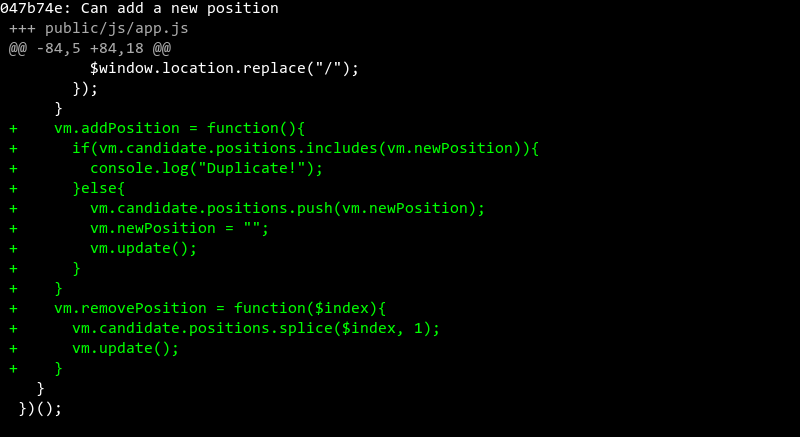 047b74e: Can add a new position
+++ public/js/app.js
@@ -84,5 +84,18 @@
         $window.location.replace("/");
       });
     }
+    vm.addPosition = function(){
+      if(vm.candidate.positions.includes(vm.newPosition)){
+        console.log("Duplicate!");
+      }else{
+        vm.candidate.positions.push(vm.newPosition);
+        vm.newPosition = "";
+        vm.update();
+      }
+    }
+    vm.removePosition = function($index){
+      vm.candidate.positions.splice($index, 1);
+      vm.update();
+    }
   }
 })();